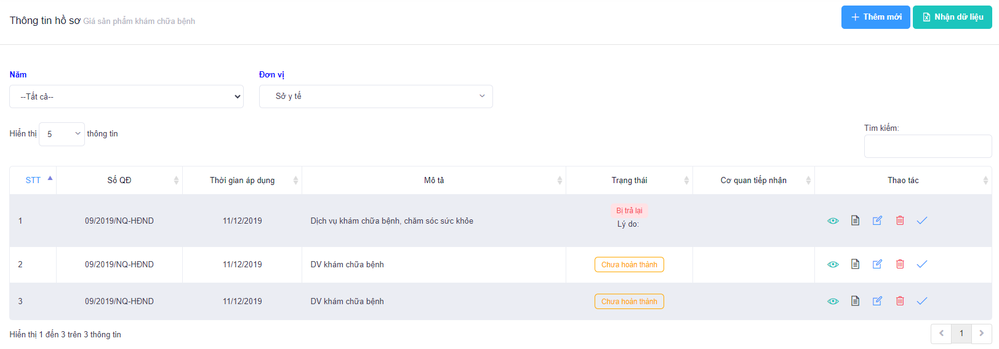 Thông tin hồ sơ Giá sản phẩm khám chữa bệnh
Thêm mới Nhận dữ liệu
Năm Đơn vị
--Tất cả-- Sở y tế
Hiển thị 5 thông tin
Tìm kiếm:
STT Số QĐ Thời gian áp dụng Mô tả Trạng thái Cơ quan tiếp nhận Thao tác
1 09/2019/NQ-HĐND 11/12/2019 Dịch vụ khám chữa bệnh, chăm sóc sức khỏe Bị trả lại
Lý do:
2 09/2019/NQ-HĐND 11/12/2019 DV khám chữa bệnh Chưa hoàn thành
3 09/2019/NQ-HĐND 11/12/2019 DV khám chữa bệnh Chưa hoàn thành
Hiển thị 1 đến 3 trên 3 thông tin
1